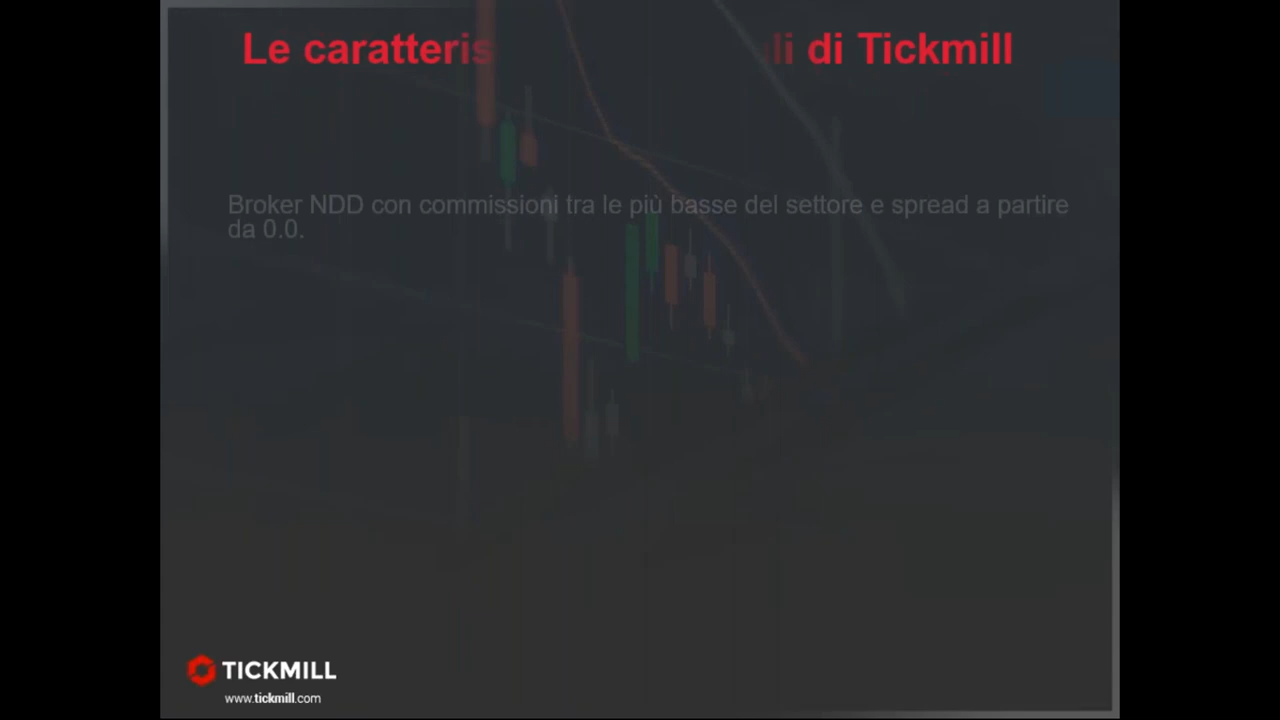 Le caratteris li di Tickmill
Broker NDD con commissioni tra le più basse del settore e spread a partire
da 0.0.
TICKMILL
www.tickmill.com